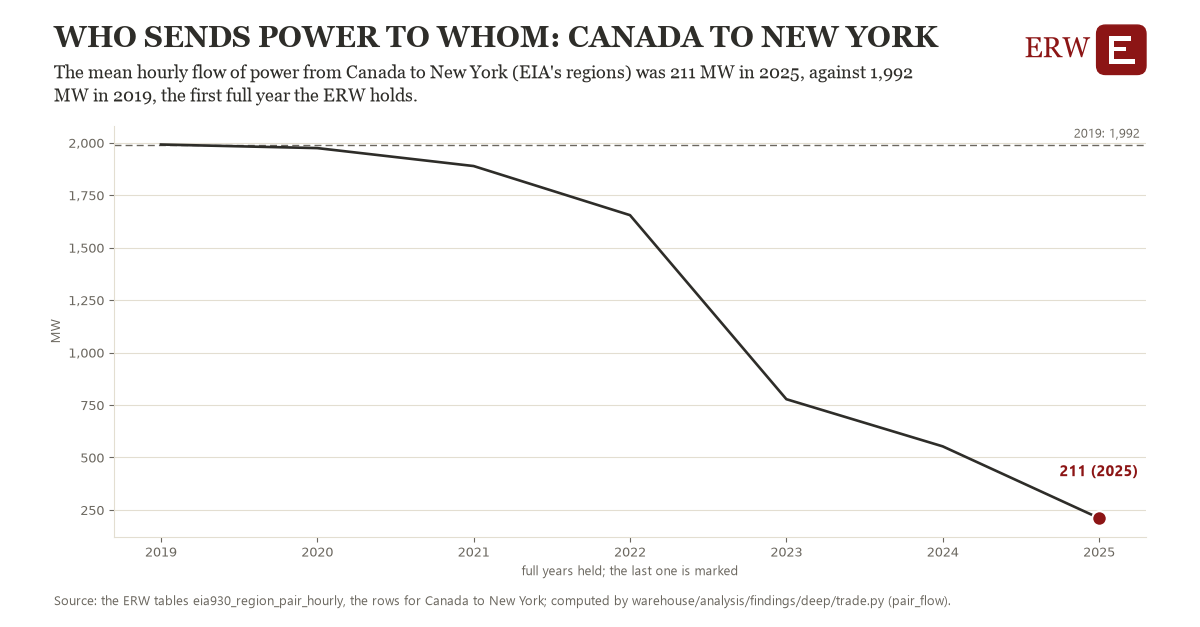 WHO SENDS POWER TO WHOM: CANADA TO NEW YORK
ERW E
The mean hourly flow of power from Canada to New York (EIA's regions) was 211 MW in 2025, against 1,992
MW in 2019, the first full year the ERW holds.
2019: 1,992
2,000
1,750
1,500
1,250
1,000
750
500
250
MW
211 (2025)
2019 2020 2021 2022 2023 2024 2025
full years held; the last one is marked
Source: the ERW tables eia930_region_pair_hourly, the rows for Canada to New York; computed by warehouse/analysis/findings/deep/trade.py (pair_flow).